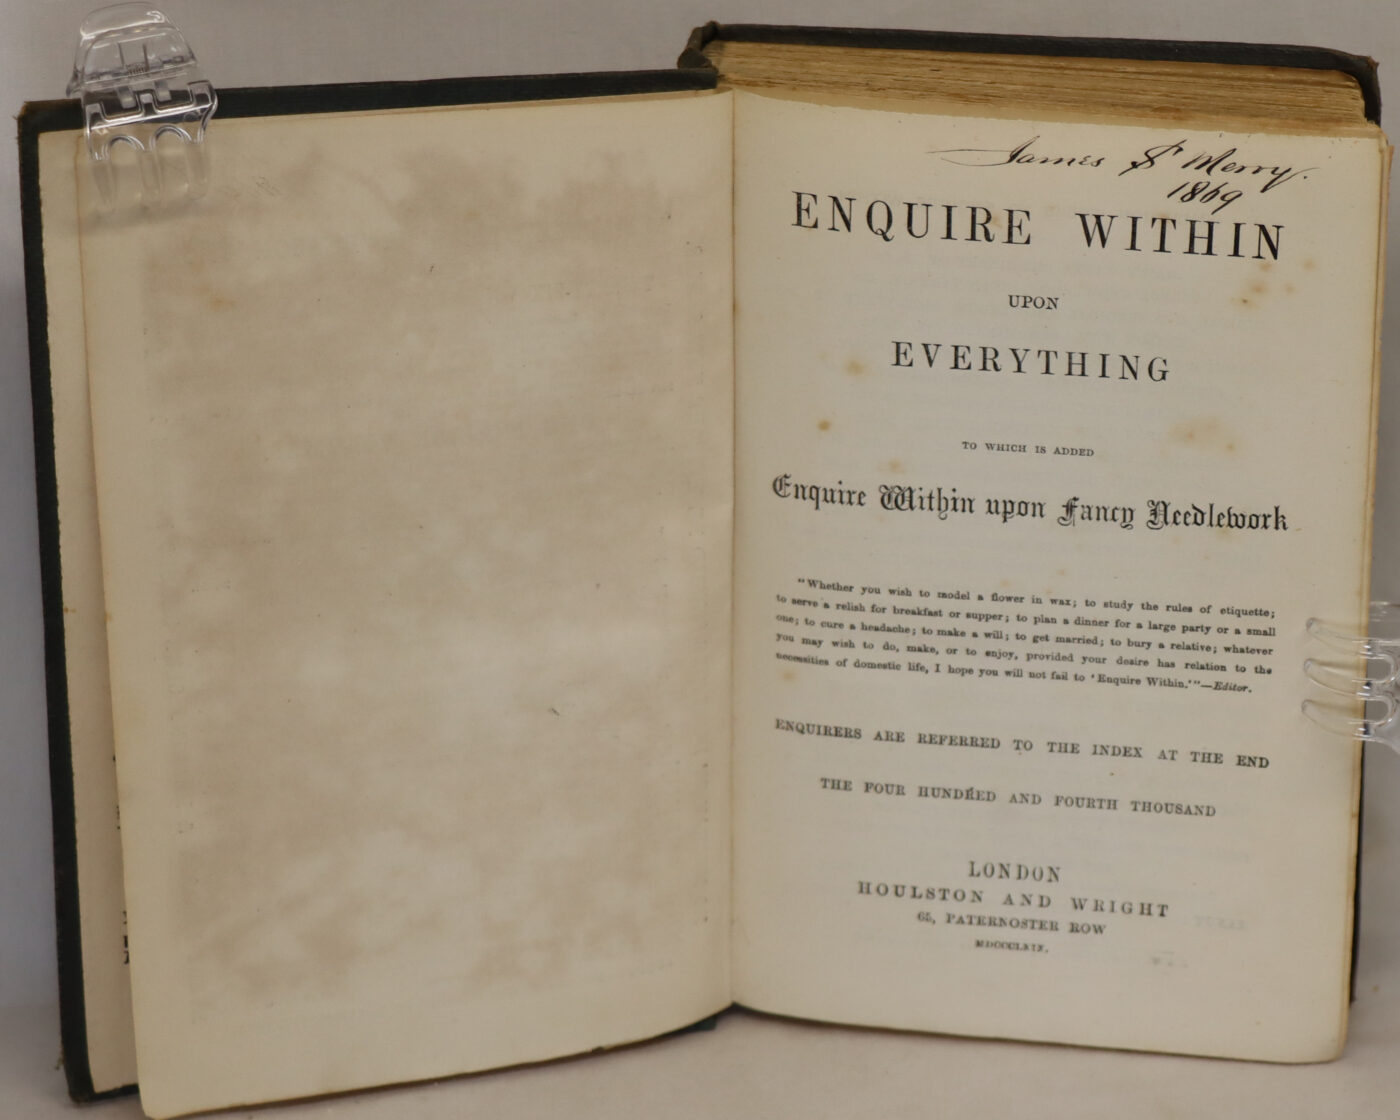 James S Merry.
1869
ENQUIRE WITHIN
UPON
EVERYTHING
TO WHICH IS ADDED
Enquire Within upon Fancy Needlework
"Whether you wish to model a flower in wax; to study the rules of etiquette;
to serve a relish for breakfast or supper; to plan a dinner for a large party or a small
one; to cure a headache; to make a will; to get married; to bury a relative; whatever
you may wish to do, make, or to enjoy, provided your desire has relation to the
necessities of domestic life, I hope you will not fail to 'Enquire Within.'"—Editor.
ENQUIRERS ARE REFERRED TO THE INDEX AT THE END
THE FOUR HUNDRED AND FOURTH THOUSAND
LONDON
HOULSTON AND WRIGHT
65, PATERNOSTER ROW
MDCCCLXIX.